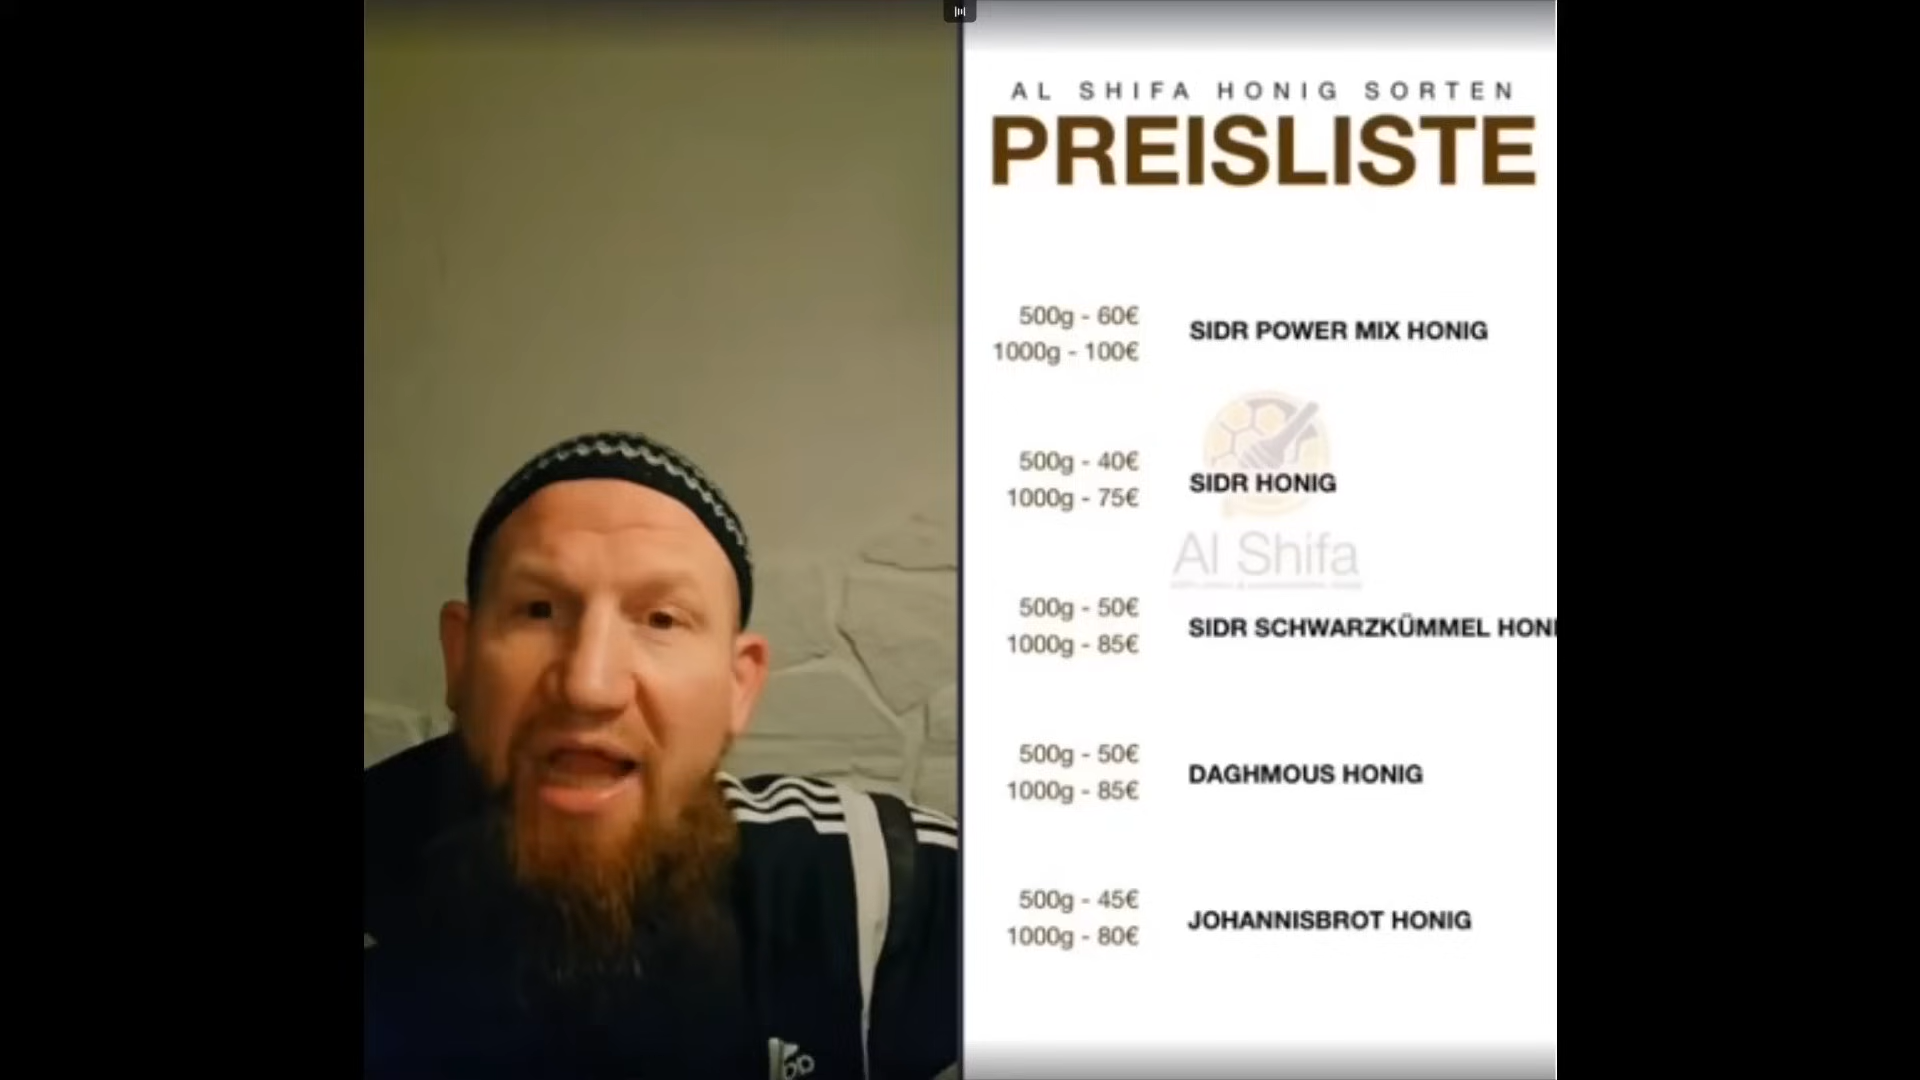 AL SHIFA HONIG SORTEN
PREISLISTE
500g - 60€
1000g - 100€
SIDR POWER MIX HONIG
500g - 40€
1000g - 75€
SIDR HONIG
Al Shifa
500g - 50€
1000g - 85€
SIDR SCHWARZKÜMMEL HONI
500g - 50€
1000g - 85€
DAGHMOUS HONIG
500g - 45€
1000g - 80€
JOHANNISBROT HONIG